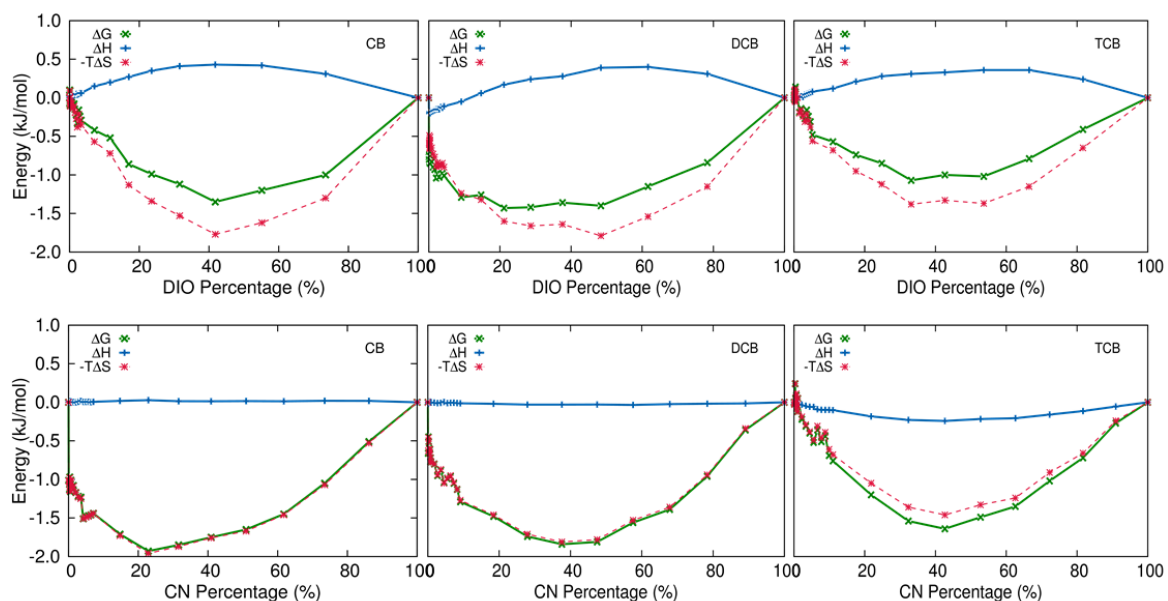 1.0
0.5
0.0
-0.5
-1.0
-1.5
-2.0
Energy (kJ/mol)
ΔG
ΔH
-TΔS
CB
0 20 40 60 80 100
DIO Percentage (%)
ΔG
ΔH
-TΔS
DCB
0 20 40 60 80 100
DIO Percentage (%)
ΔG
ΔH
-TΔS
TCB
0 20 40 60 80 100
DIO Percentage (%)
1.0
0.5
0.0
-0.5
-1.0
-1.5
-2.0
Energy (kJ/mol)
ΔG
ΔH
-TΔS
CB
0 20 40 60 80 100
CN Percentage (%)
ΔG
ΔH
-TΔS
DCB
0 20 40 60 80 100
CN Percentage (%)
ΔG
ΔH
-TΔS
TCB
0 20 40 60 80 100
CN Percentage (%)